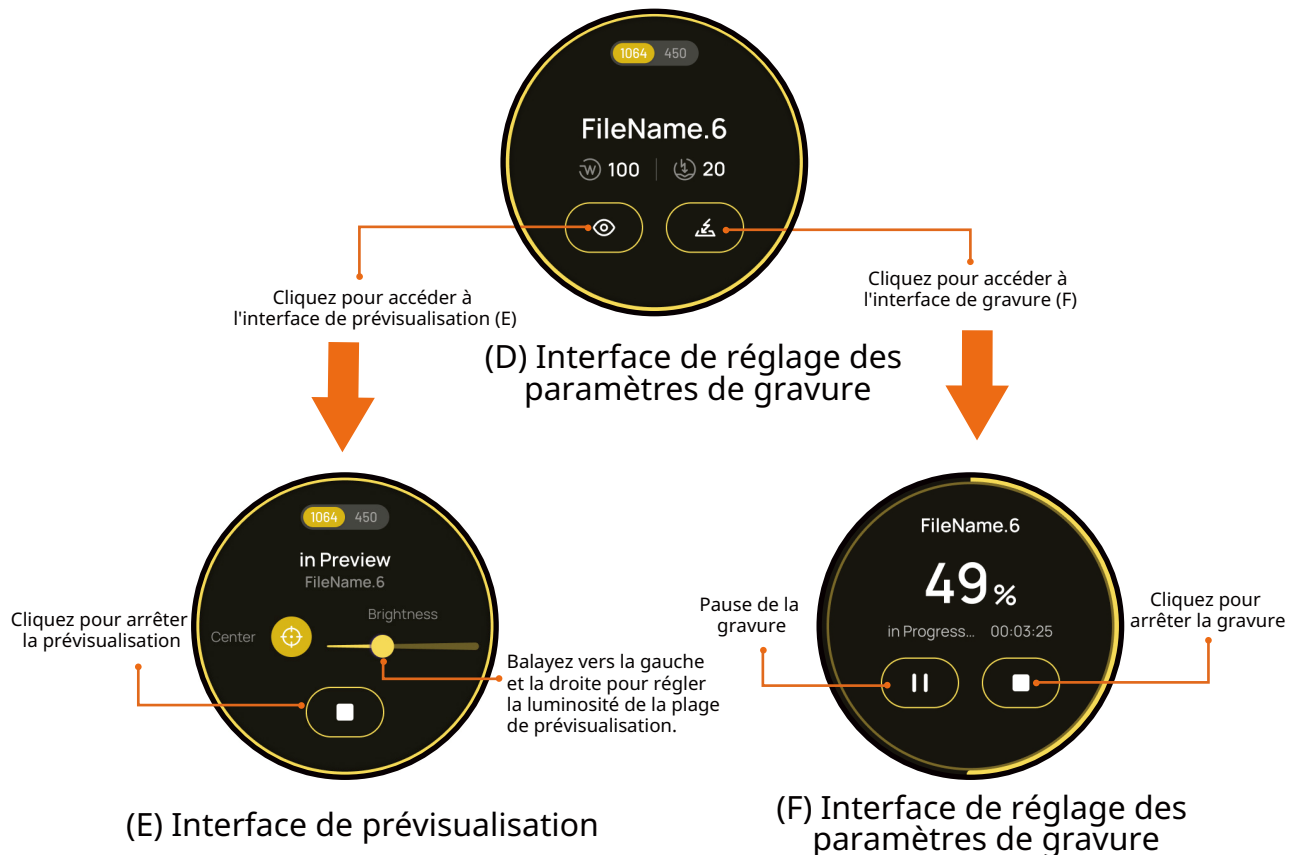 1064 450
FileName.6
W 100 20
Cliquez pour accéder à
l'interface de prévisualisation (E)
Cliquez pour accéder à
l'interface de gravure (F)
(D) Interface de réglage des
paramètres de gravure
1064 450
in Preview
FileName.6
Brightness
Center
Cliquez pour arrêter
la prévisualisation
Balayez vers la gauche
et la droite pour régler
la luminosité de la plage
de prévisualisation.
(E) Interface de prévisualisation
FileName.6
49%
in Progress... 00:03:25
Pause de la
gravure
Cliquez pour
arrêter la gravure
(F) Interface de réglage des
paramètres de gravure